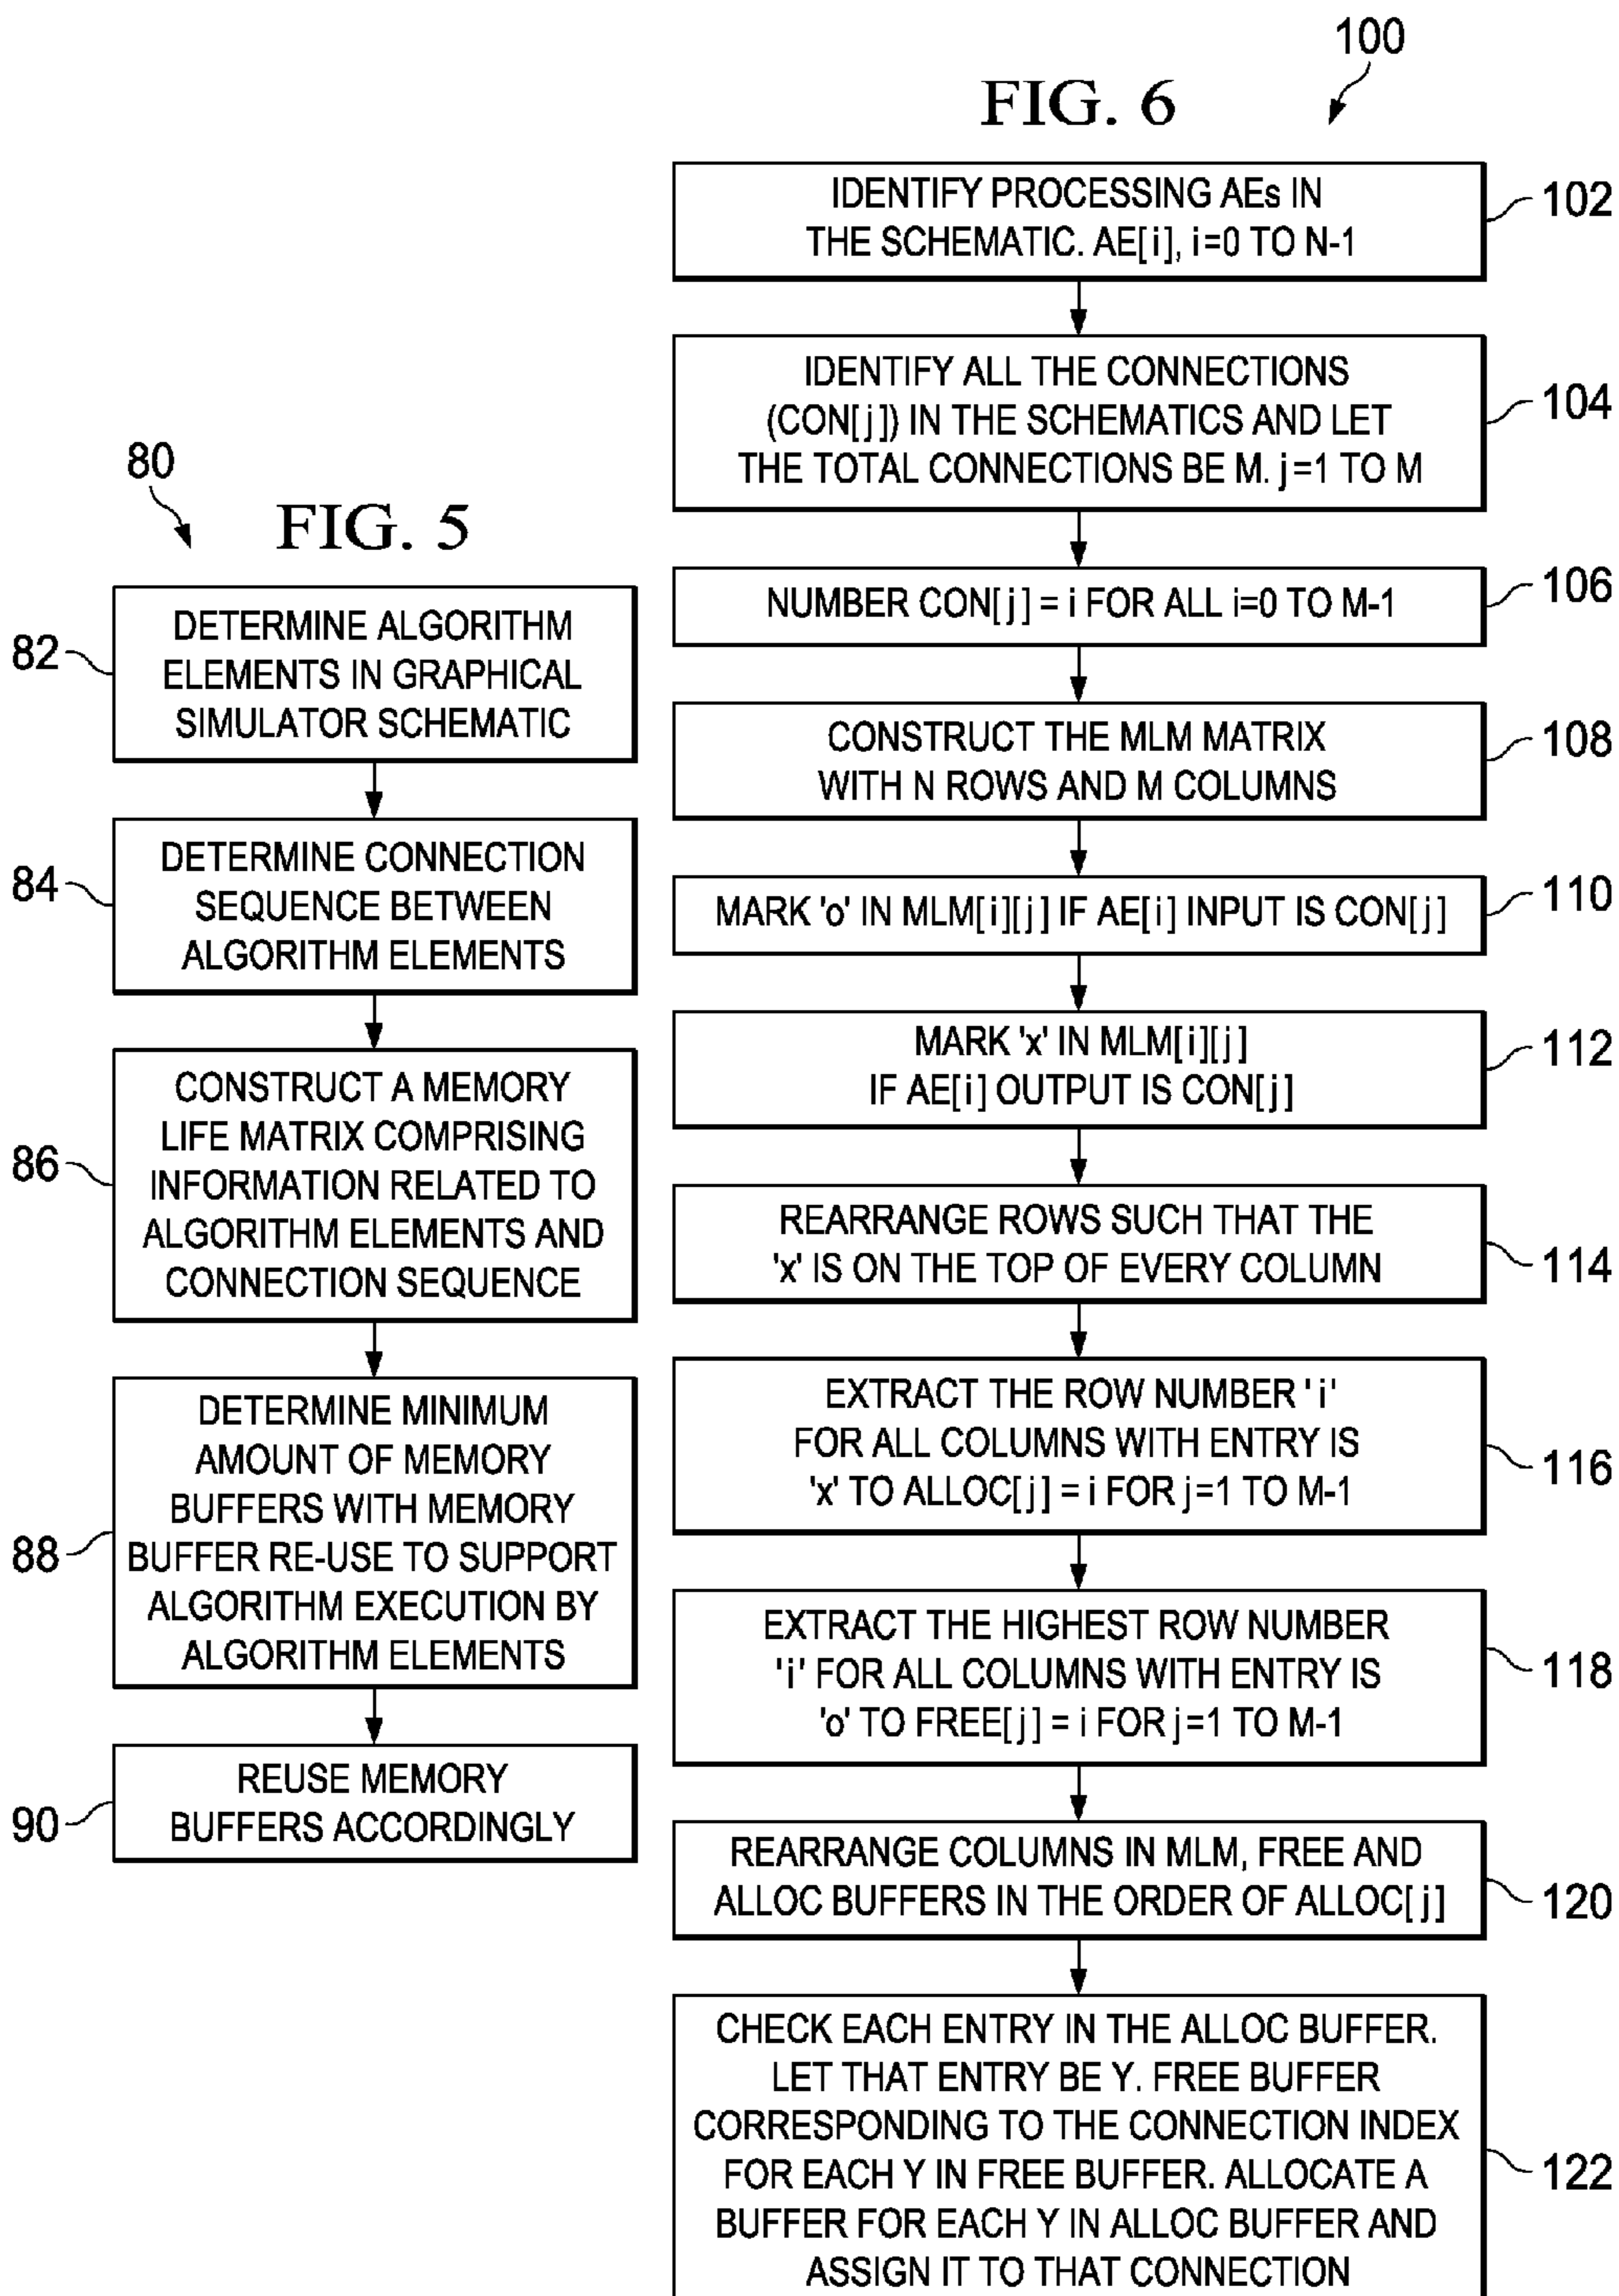 80
FIG. 5
82
DETERMINE ALGORITHM
ELEMENTS IN GRAPHICAL
SIMULATOR SCHEMATIC
84
DETERMINE CONNECTION
SEQUENCE BETWEEN
ALGORITHM ELEMENTS
86
CONSTRUCT A MEMORY
LIFE MATRIX COMPRISING
INFORMATION RELATED TO
ALGORITHM ELEMENTS AND
CONNECTION SEQUENCE
88
DETERMINE MINIMUM
AMOUNT OF MEMORY
BUFFERS WITH MEMORY
BUFFER RE-USE TO SUPPORT
ALGORITHM EXECUTION BY
ALGORITHM ELEMENTS
90
REUSE MEMORY
BUFFERS ACCORDINGLY
100
FIG. 6
IDENTIFY PROCESSING AEs IN
THE SCHEMATIC. AE[i], i=0 TO N-1
102
IDENTIFY ALL THE CONNECTIONS
(CON[j]) IN THE SCHEMATICS AND LET
THE TOTAL CONNECTIONS BE M. j=1 TO M
104
NUMBER CON[j] = i FOR ALL i=0 TO M-1
106
CONSTRUCT THE MLM MATRIX
WITH N ROWS AND M COLUMNS
108
MARK 'o' IN MLM[i][j] IF AE[i] INPUT IS CON[j]
110
MARK 'x' IN MLM[i][j]
IF AE[i] OUTPUT IS CON[j]
112
REARRANGE ROWS SUCH THAT THE
'x' IS ON THE TOP OF EVERY COLUMN
114
EXTRACT THE ROW NUMBER 'i'
FOR ALL COLUMNS WITH ENTRY IS
'x' TO ALLOC[j] = i FOR j=1 TO M-1
116
EXTRACT THE HIGHEST ROW NUMBER
'i' FOR ALL COLUMNS WITH ENTRY IS
'o' TO FREE[j] = i FOR j=1 TO M-1
118
REARRANGE COLUMNS IN MLM, FREE AND
ALLOC BUFFERS IN THE ORDER OF ALLOC[j]
120
CHECK EACH ENTRY IN THE ALLOC BUFFER.
LET THAT ENTRY BE Y. FREE BUFFER
CORRESPONDING TO THE CONNECTION INDEX
FOR EACH Y IN FREE BUFFER. ALLOCATE A
BUFFER FOR EACH Y IN ALLOC BUFFER AND
ASSIGN IT TO THAT CONNECTION
122